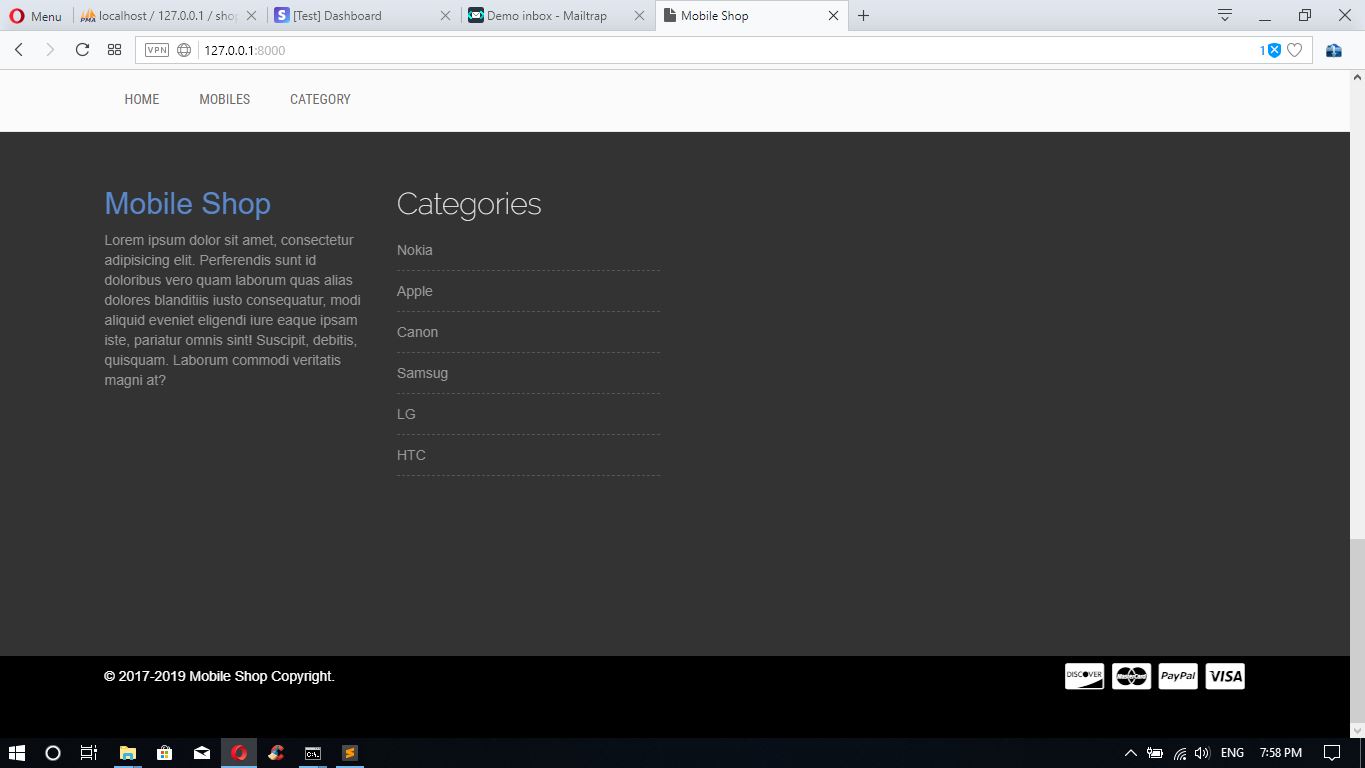 Menu
PMA localhost / 127.0.0.1 / shop
S [Test] Dashboard
Demo inbox - Mailtrap
Mobile Shop
VPN
127.0.0.1:8000
1
HOME
MOBILES
CATEGORY
Mobile Shop
Lorem ipsum dolor sit amet, consectetur
adipisicing elit. Perferendis sunt id
doloribus vero quam laborum quas alias
dolores blanditiis iusto consequatur, modi
aliquid eveniet eligendi iure eaque ipsam
iste, pariatur omnis sint! Suscipit, debitis,
quisquam. Laborum commodi veritatis
magni at?
Categories
Nokia
Apple
Canon
Samsug
LG
HTC
© 2017-2019 Mobile Shop Copyright.
DISCOVER
MasterCard
PayPal
VISA
C:\.
ENG
7:58 PM